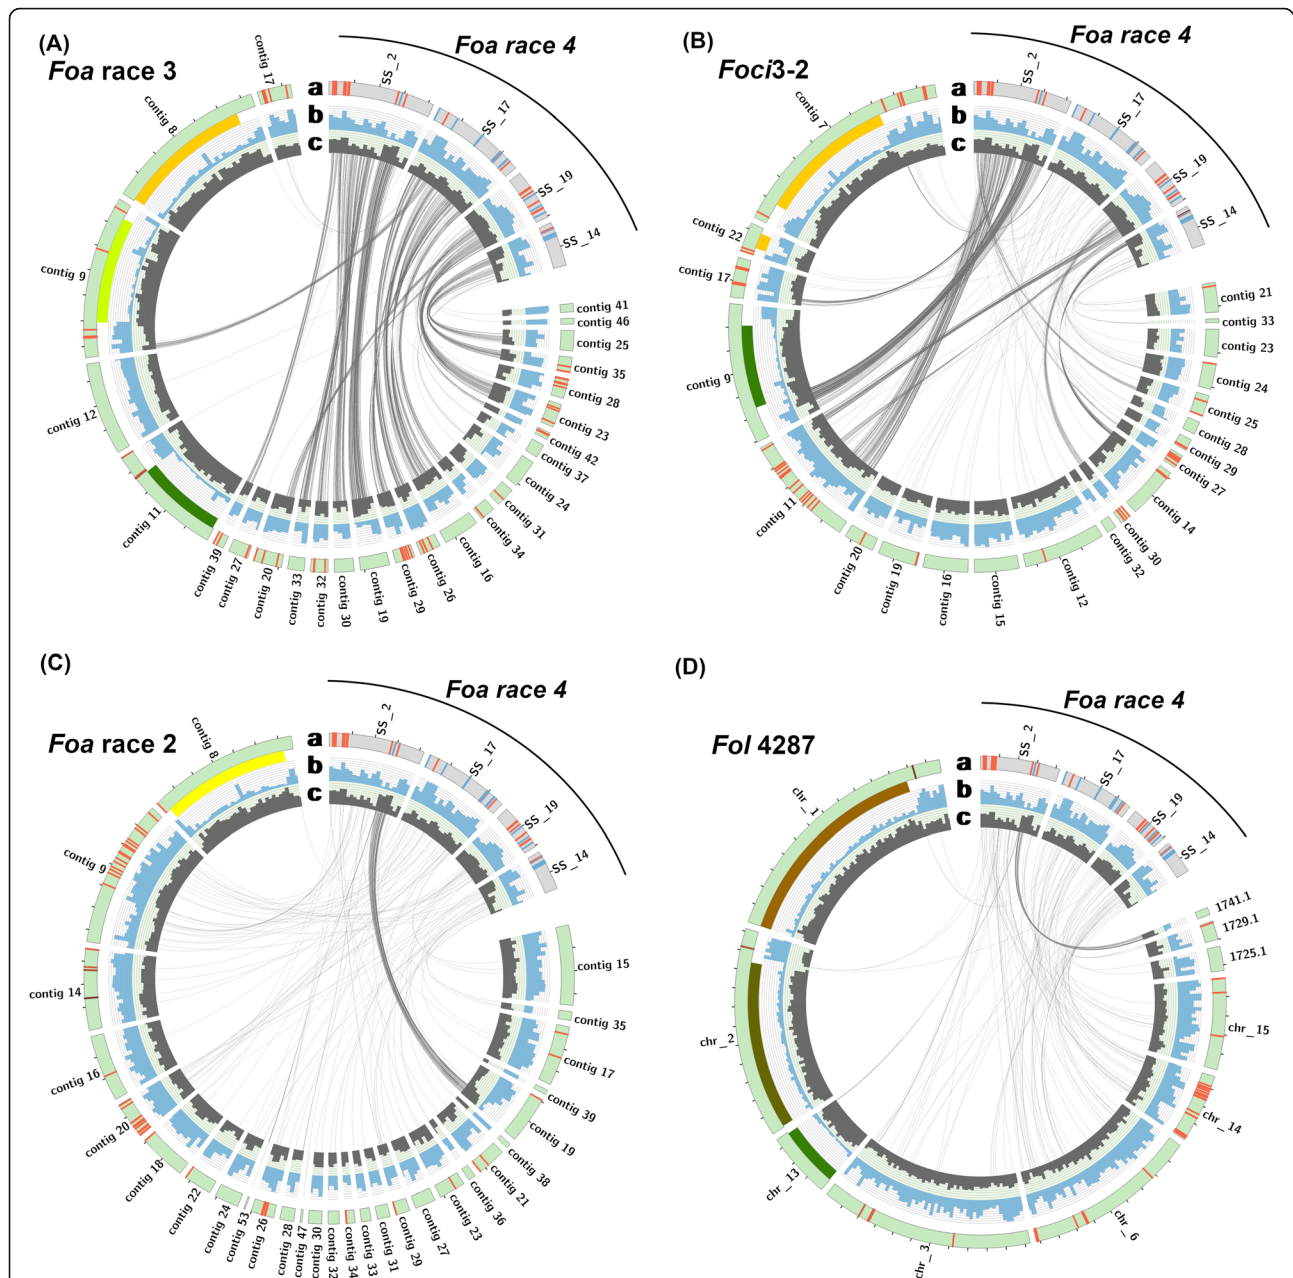 (A)
Foa race 3
Foa race 4
a
b
c
SS_2
SS_17
SS_19
SS_14
contig 41
contig 46
contig 25
contig 35
contig 28
contig 23
contig 42
contig 37
contig 24
contig 31
contig 34
contig 16
contig 26
contig 29
contig 19
contig 30
contig 32
contig 33
contig 20
contig 27
contig 39
contig 11
contig 12
contig 9
contig 8
contig 17
(B)
Foci3-2
Foa race 4
a
b
c
SS_2
SS_17
SS_19
SS_14
contig 21
contig 33
contig 23
contig 24
contig 25
contig 28
contig 29
contig 27
contig 14
contig 30
contig 32
contig 12
contig 15
contig 16
contig 19
contig 20
contig 11
contig 9
contig 17
contig 22
contig 7
(C)
Foa race 2
Foa race 4
a
b
c
SS_2
SS_17
SS_19
SS_14
contig 15
contig 35
contig 17
contig 39
contig 19
contig 38
contig 21
contig 36
contig 23
contig 27
contig 29
contig 31
contig 33
contig 34
contig 32
contig 30
contig 47
contig 28
contig 26
contig 53
contig 24
contig 22
contig 18
contig 20
contig 16
contig 14
contig 9
contig 8
(D)
Fol 4287
Foa race 4
a
b
c
SS_2
SS_17
SS_19
SS_14
1741.1
1729.1
1725.1
chr_15
chr_14
chr_6
chr_3
chr_13
chr_2
chr_1